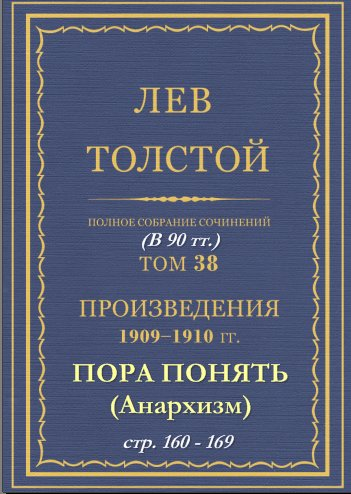 ЛЕВ
ТОЛСТОЙ
ПОЛНОЕ СОБРАНИЕ СОЧИНЕНИЙ
(В 90 тт.)
ТОМ 38
ПРОИЗВЕДЕНИЯ
1909–1910 гг.
ПОРА ПОНЯТЬ
(Анархизм)
стр. 160 - 169